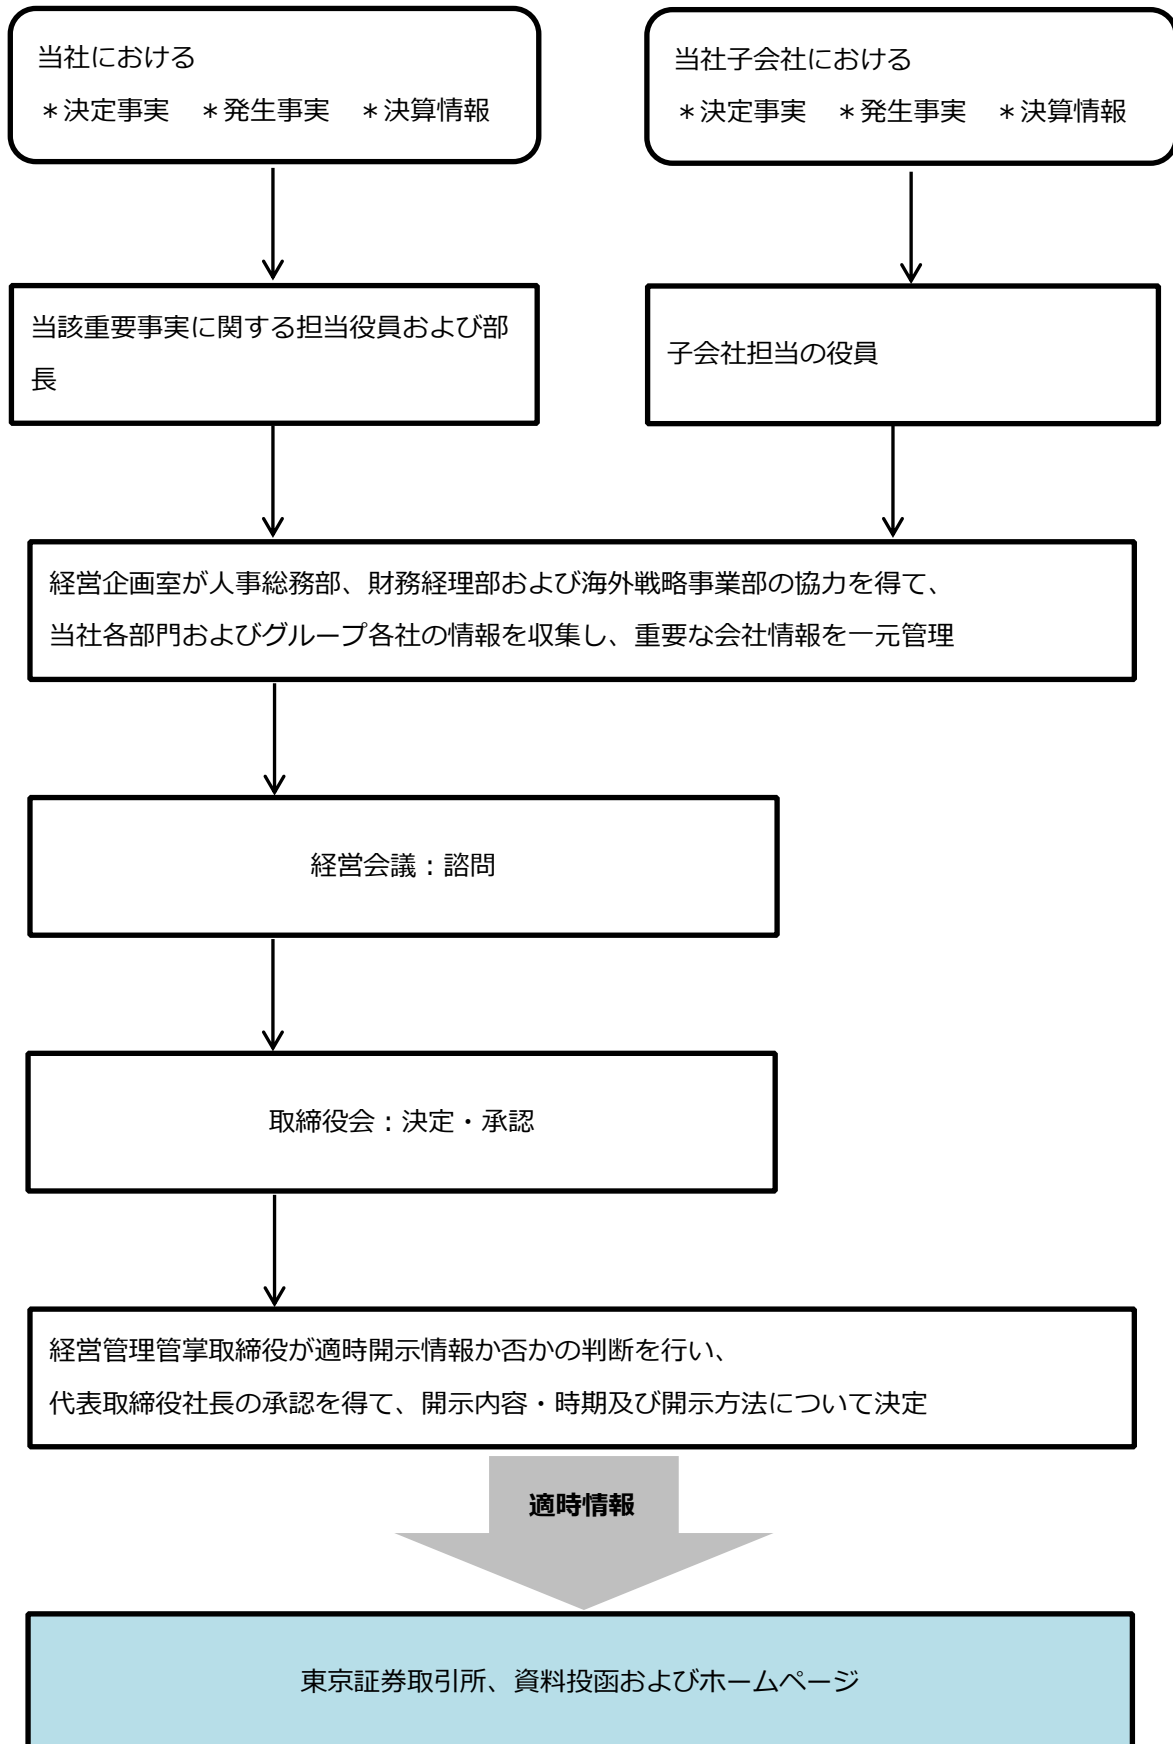 当社における
＊決定事実　＊発生事実　＊決算情報
当社子会社における
＊決定事実　＊発生事実　＊決算情報
当該重要事実に関する担当役員および部
長
子会社担当の役員
経営企画室が人事総務部、財務経理部および海外戦略事業部の協力を得て、
当社各部門およびグループ各社の情報を収集し、重要な会社情報を一元管理
経営会議：諮問
取締役会：決定・承認
経営管理管掌取締役が適時開示情報か否かの判断を行い、
代表取締役社長の承認を得て、開示内容・時期及び開示方法について決定
適時情報
東京証券取引所、資料投函およびホームページ